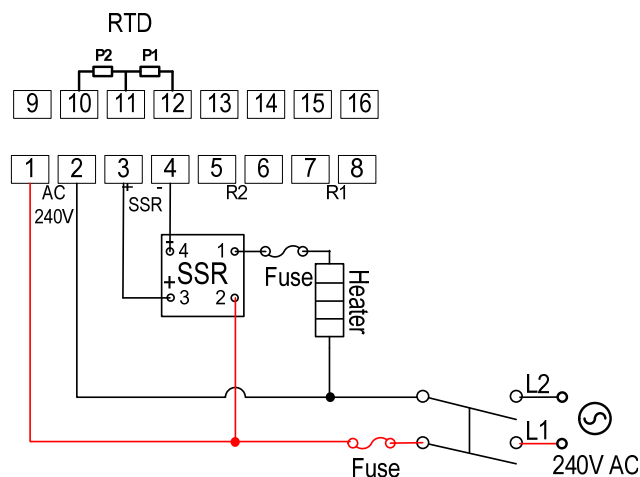 RTD
P2 P1
9 10 11 12 13 14 15 16
1 2 3 4 5 6 7 8
AC 240V
+ SSR -
R2
R1
- 4 1
SSR
+ 3 2
Fuse
Heater
L2
L1
Fuse
240V AC